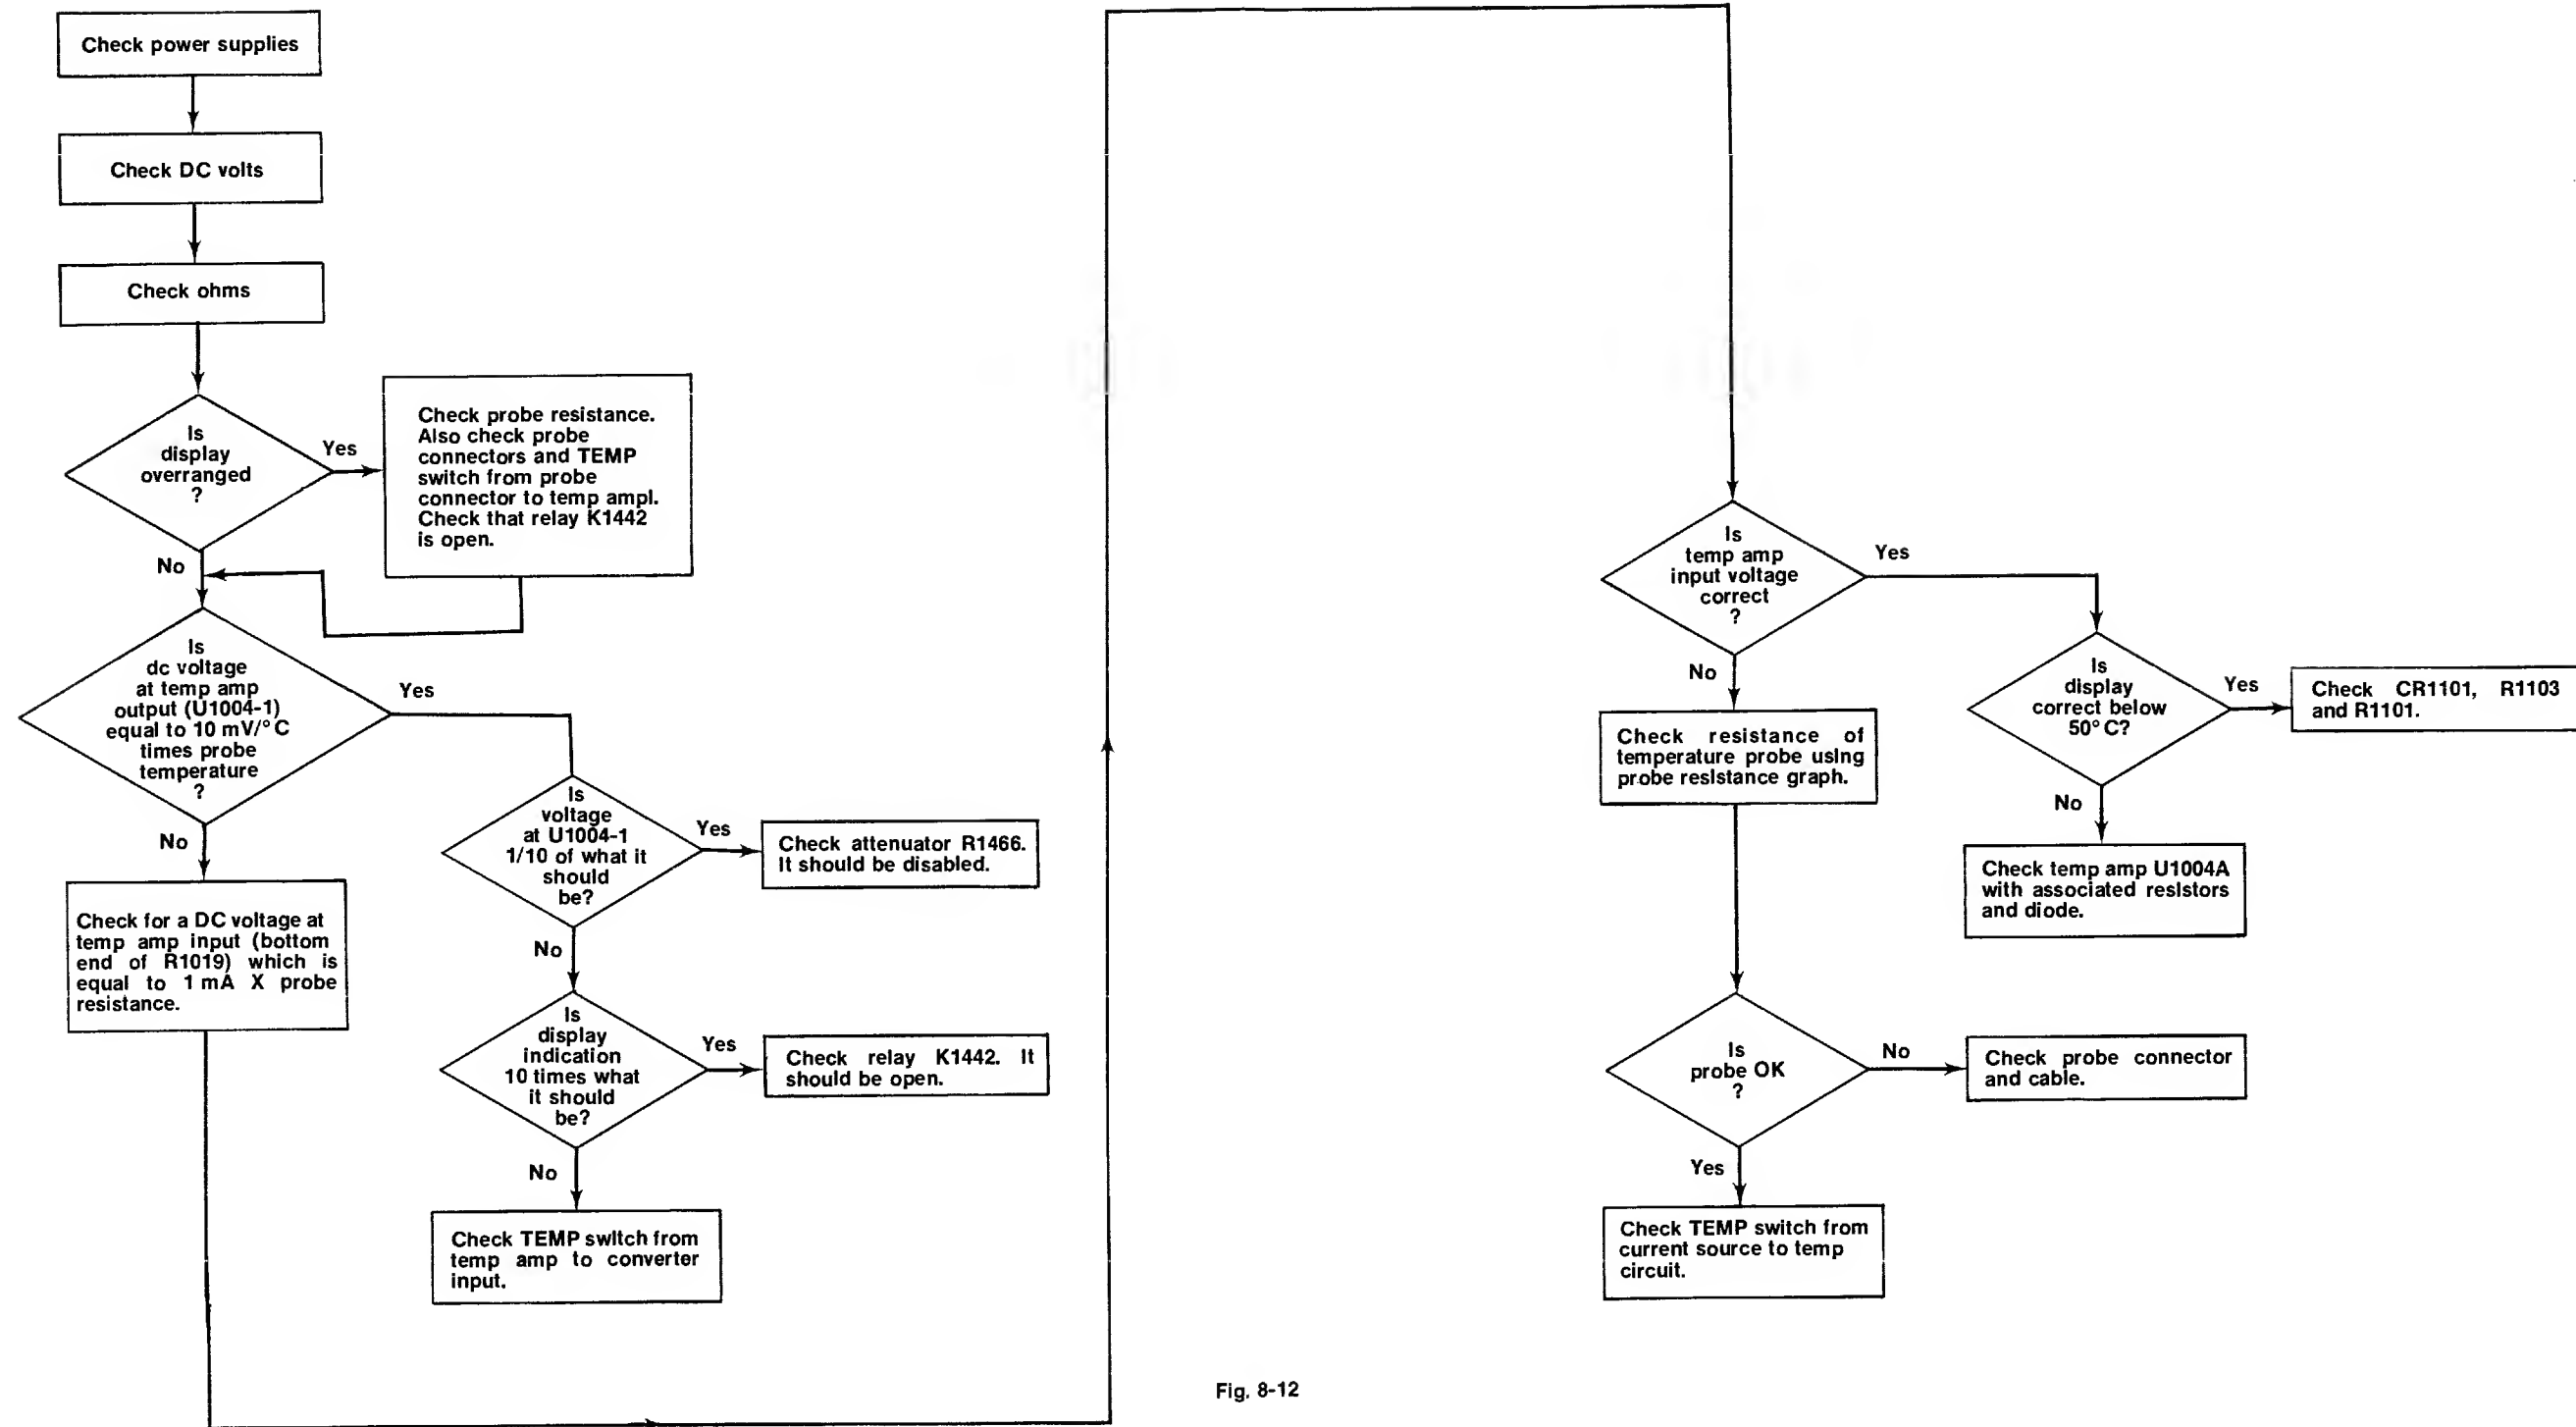 Check power supplies
Check DC volts
Check ohms
Is
display
overranged
?
Yes
Check probe resistance.
Also check probe
connectors and TEMP
switch from probe
connector to temp ampl.
Check that relay K1442
is open.
No
Is
dc voltage
at temp amp
output (U1004-1)
equal to 10 mV/°C
times probe
temperature
?
Yes
No
Check for a DC voltage at
temp amp input (bottom
end of R1019) which is
equal to 1 mA X probe
resistance.
Is
voltage
at U1004-1
1/10 of what it
should
be?
Yes
Check attenuator R1466.
It should be disabled.
No
Is
display
indication
10 times what
it should
be?
Yes
Check relay K1442. It
should be open.
No
Check TEMP switch from
temp amp to converter
input.
Is
temp amp
input voltage
correct
?
Yes
No
Is
display
correct below
50°C?
Yes
Check CR1101, R1103
and R1101.
No
Check temp amp U1004A
with associated resistors
and diode.
Check resistance of
temperature probe using
probe resistance graph.
Is
probe OK
?
No
Check probe connector
and cable.
Yes
Check TEMP switch from
current source to temp
circuit.
Fig. 8-12